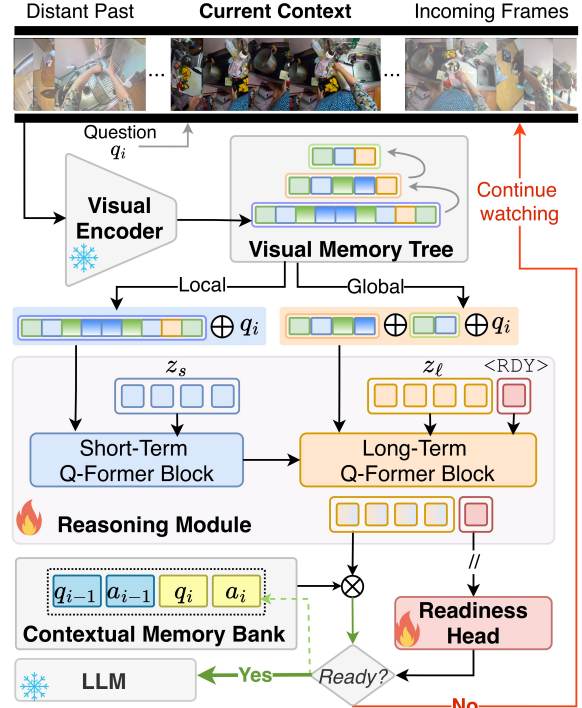 Distant Past
Current Context
Incoming Frames
...
...
Question
q_i
Visual
Encoder
Visual Memory Tree
Continue
watching
Local
Global
⊕ q_i
⊕ ⊕ q_i
z_s
z_ℓ
<RDY>
Short-Term
Q-Former Block
Long-Term
Q-Former Block
Reasoning Module
//
q_{i−1} a_{i−1} q_i a_i
⊗
Contextual Memory Bank
Readiness
Head
LLM
Yes
Ready?
No